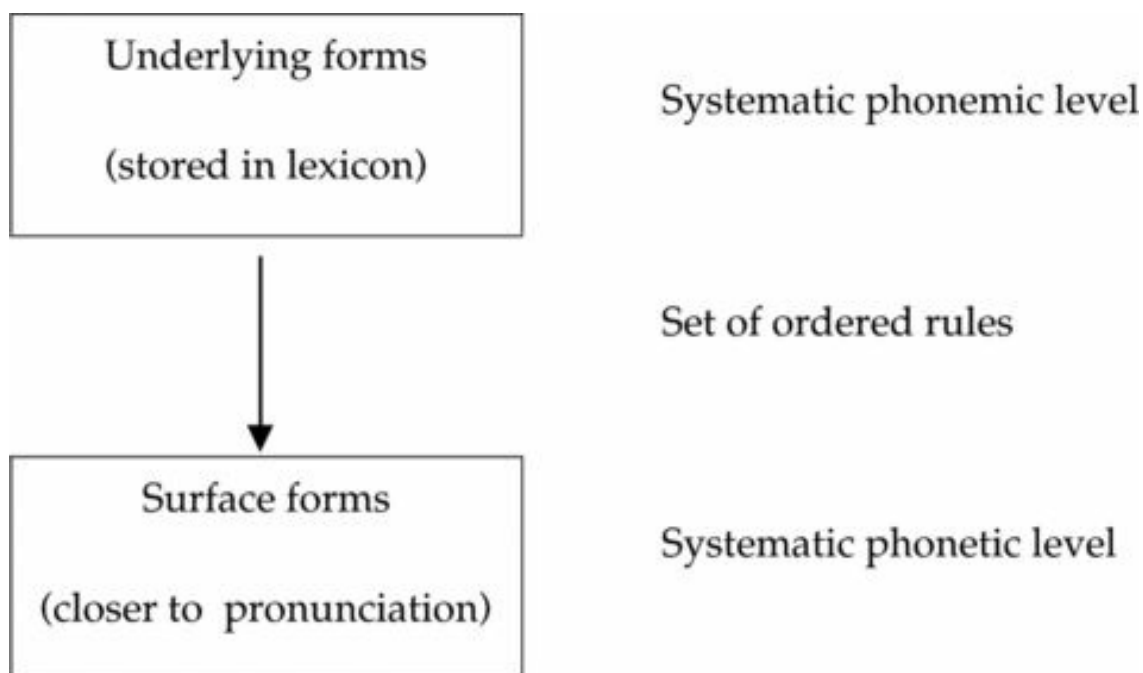 Underlying forms
Systematic phonemic level
(stored in lexicon)
Set of ordered rules
Surface forms
Systematic phonetic level
(closer to pronunciation)